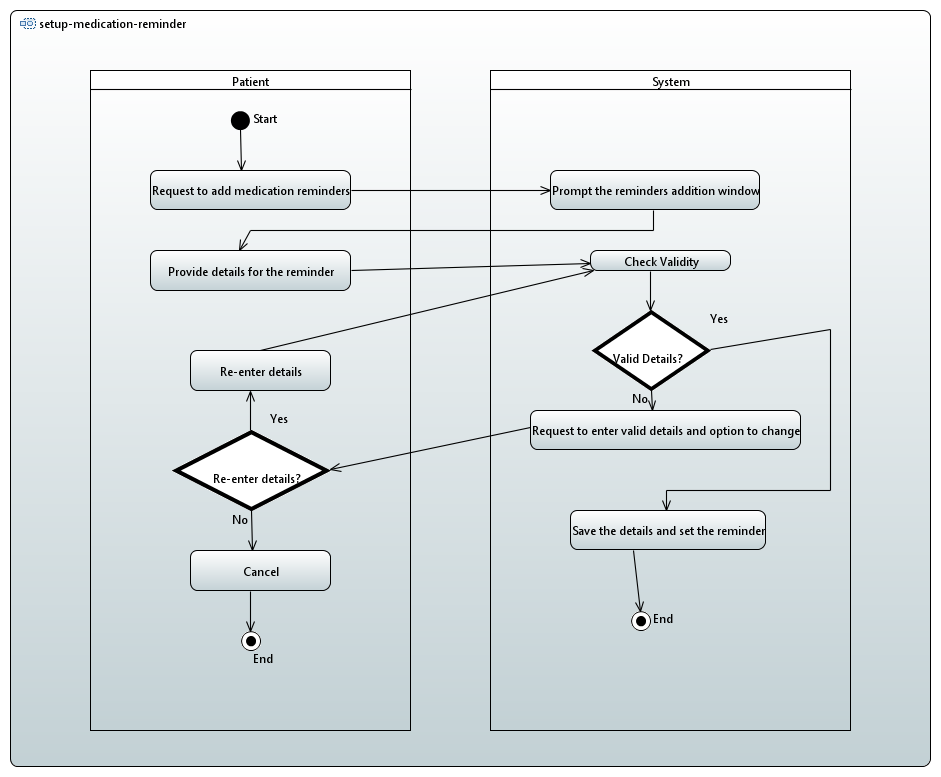 setup-medication-reminder
Patient
System
Start
Request to add medication reminders
Prompt the reminders addition window
Provide details for the reminder
Check Validity
Yes
Valid Details?
Re-enter details
No
Yes
Request to enter valid details and option to change
Re-enter details?
No
Save the details and set the reminder
Cancel
End
End